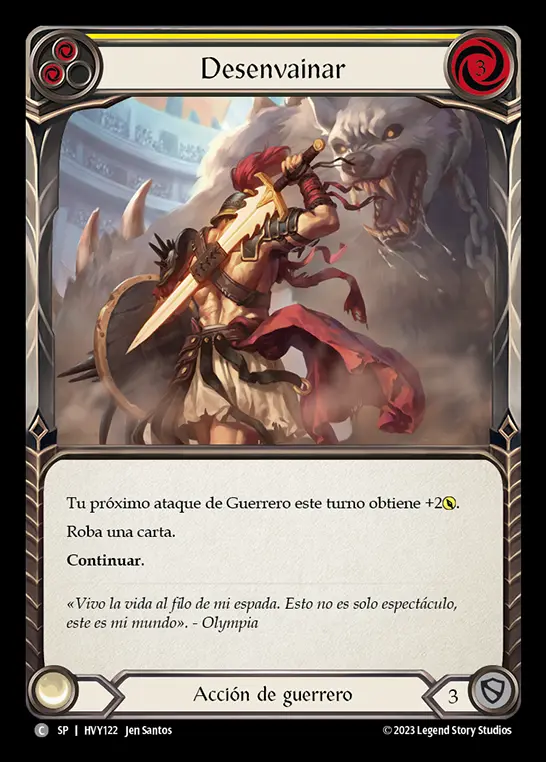 Desenvainar
3
Tu próximo ataque de Guerrero este turno obtiene +2.
Roba una carta.
Continuar.
«Vivo la vida al filo de mi espada. Esto no es solo espectáculo,
este es mi mundo». - Olympia
Acción de guerrero
3
C SP | HVY122 Jen Santos
© 2023 Legend Story Studios